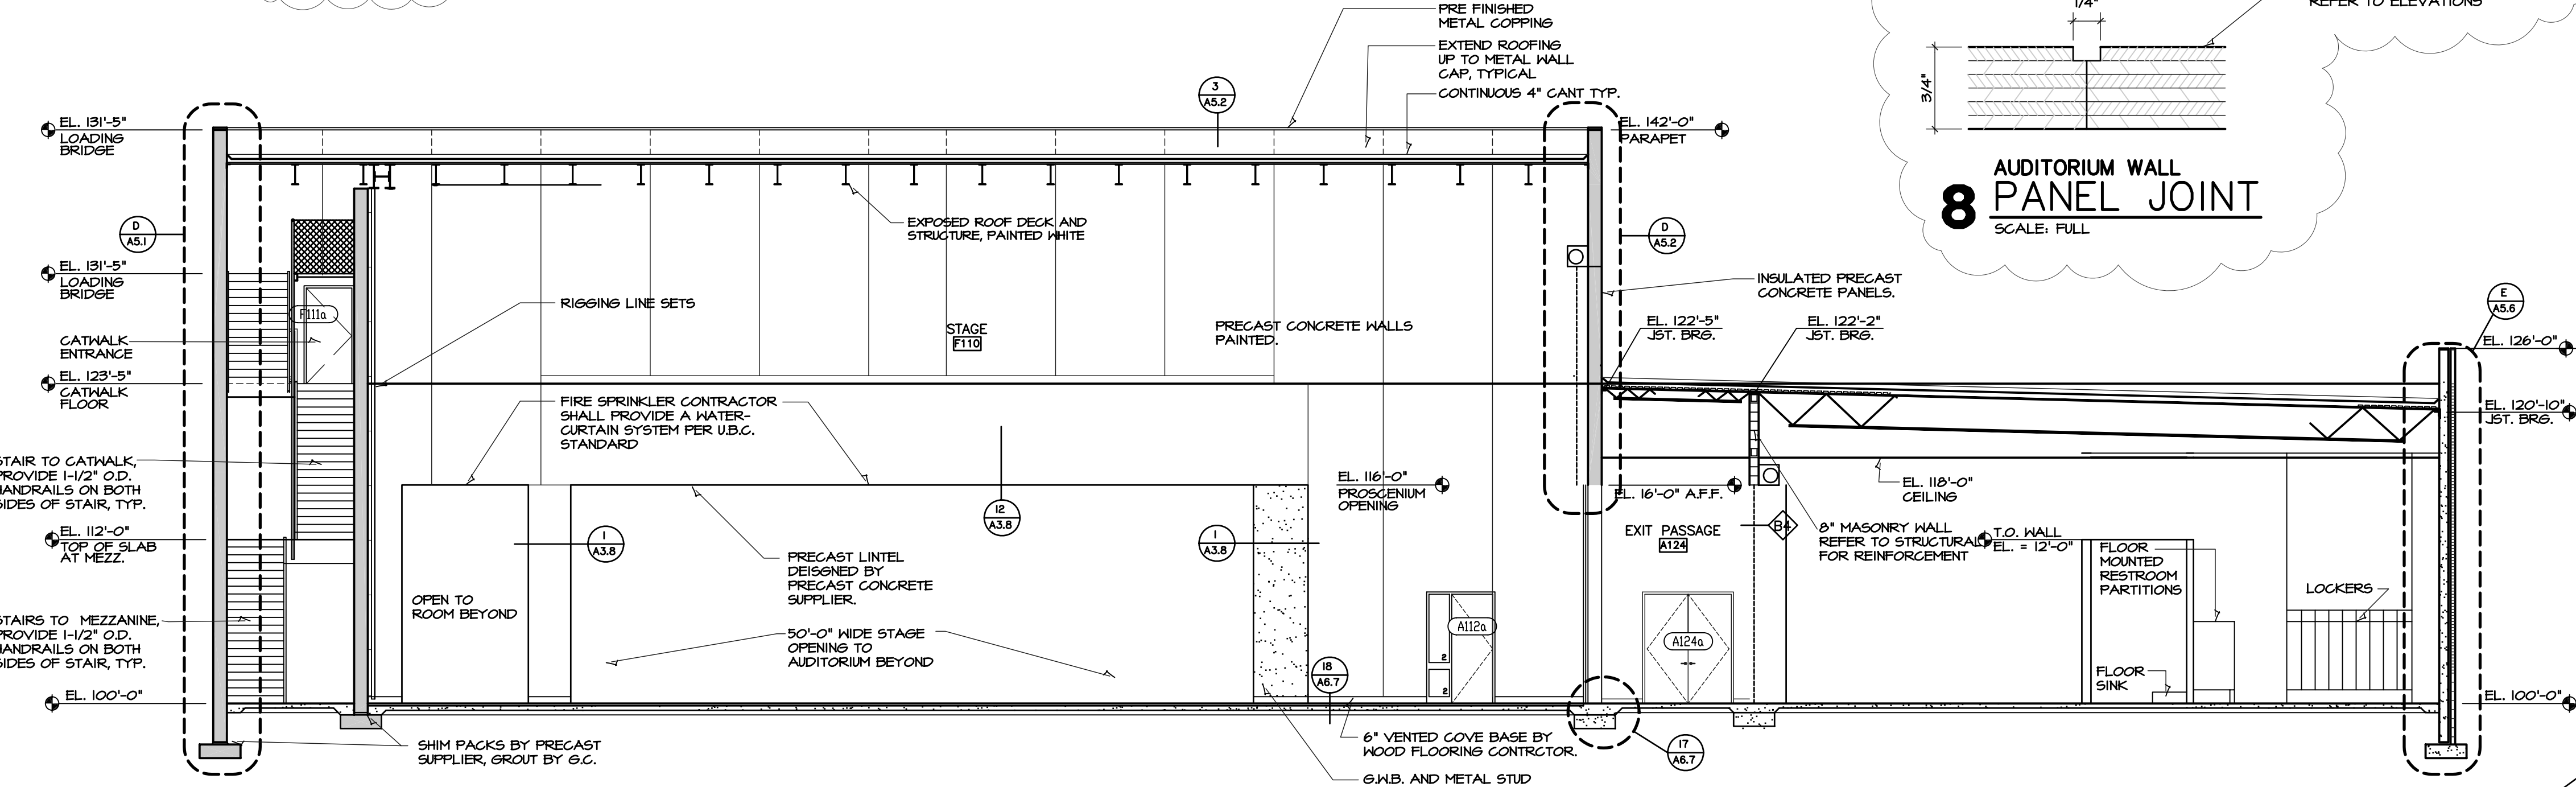 PRE FINISHED
METAL COPPING
EXTEND ROOFING
UP TO METAL WALL
CAP, TYPICAL
CONTINUOUS 4" CANT TYP.
3
A5.2
1/4"
REFER TO ELEVATIONS
3/4"
AUDITORIUM WALL
8 PANEL JOINT
SCALE: FULL
EL. 131'-5"
LOADING
BRIDGE
EL. 142'-0"
PARAPET
D
A5.1
EXPOSED ROOF DECK AND
STRUCTURE, PAINTED WHITE
D
A5.2
EL. 131'-5"
LOADING
BRIDGE
F111a
RIGGING LINE SETS
STAGE
F110
PRECAST CONCRETE WALLS
PAINTED.
INSULATED PRECAST
CONCRETE PANELS.
EL. 122'-5"
JST. BRG.
EL. 122'-2"
JST. BRG.
E
A5.6
EL. 126'-0"
CATWALK
ENTRANCE
EL. 123'-5"
CATWALK
FLOOR
FIRE SPRINKLER CONTRACTOR
SHALL PROVIDE A WATER-
CURTAIN SYSTEM PER U.B.C.
STANDARD
EL. 120'-10"
JST. BRG.
STAIR TO CATWALK,
PROVIDE 1-1/2" O.D.
HANDRAILS ON BOTH
SIDES OF STAIR, TYP.
EL. 116'-0"
PROSCENIUM
OPENING
EL. 16'-0" A.F.F.
EL. 118'-0"
CEILING
12
A3.8
EXIT PASSAGE
A124
B4
8" MASONRY WALL
REFER TO STRUCTURAL
FOR REINFORCEMENT
T.O. WALL
EL. = 12'-0"
EL. 112'-0"
TOP OF SLAB
AT MEZZ.
1
A3.8
1
A3.8
PRECAST LINTEL
DEISGNED BY
PRECAST CONCRETE
SUPPLIER.
FLOOR
MOUNTED
RESTROOM
PARTITIONS
LOCKERS
OPEN TO
ROOM BEYOND
STAIRS TO MEZZANINE,
PROVIDE 1-1/2" O.D.
HANDRAILS ON BOTH
SIDES OF STAIR, TYP.
50'-0" WIDE STAGE
OPENING TO
AUDITORIUM BEYOND
A112a
2
2
A124a
18
A6.7
FLOOR
SINK
EL. 100'-0"
EL. 100'-0"
SHIM PACKS BY PRECAST
SUPPLIER, GROUT BY G.C.
6" VENTED COVE BASE BY
WOOD FLOORING CONTRCTOR.
G.W.B. AND METAL STUD
17
A6.7